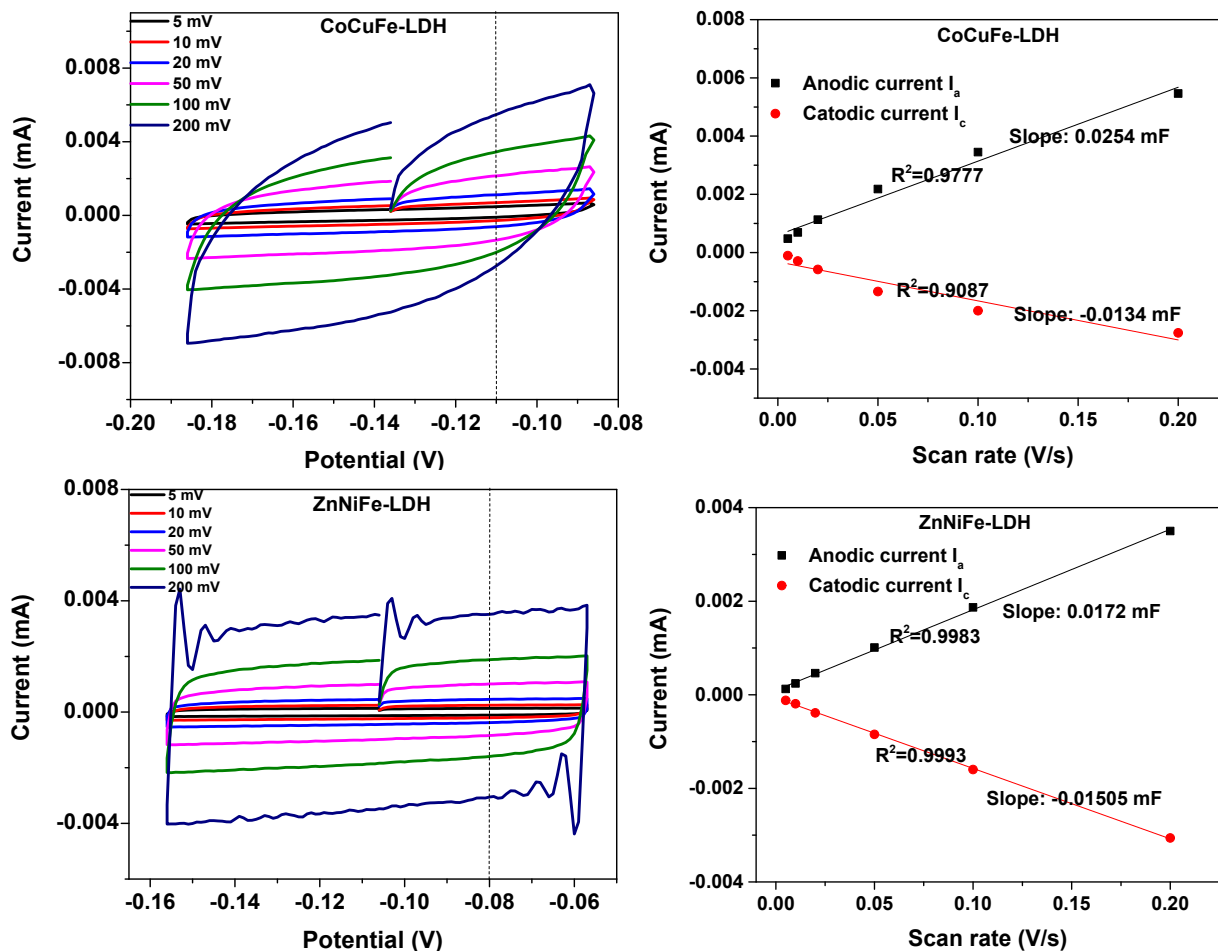 CoCuFe-LDH
5 mV
10 mV
20 mV
50 mV
100 mV
200 mV
0.008
0.004
0.000
-0.004
-0.008
Current (mA)
-0.20 -0.18 -0.16 -0.14 -0.12 -0.10 -0.08
Potential (V)
CoCuFe-LDH
Anodic current Ia
Catodic current Ic
Slope: 0.0254 mF
R2=0.9777
R2=0.9087
Slope: -0.0134 mF
0.008
0.006
0.004
0.002
0.000
-0.002
-0.004
Current (mA)
0.00 0.05 0.10 0.15 0.20
Scan rate (V/s)
ZnNiFe-LDH
5 mV
10 mV
20 mV
50 mV
100 mV
200 mV
0.008
0.004
0.000
-0.004
Current (mA)
-0.16 -0.14 -0.12 -0.10 -0.08 -0.06
Potential (V)
ZnNiFe-LDH
Anodic current Ia
Catodic current Ic
Slope: 0.0172 mF
R2=0.9983
R2=0.9993
Slope: -0.01505 mF
0.004
0.002
0.000
-0.002
-0.004
Current (mA)
0.00 0.05 0.10 0.15 0.20
Scan rate (V/s)